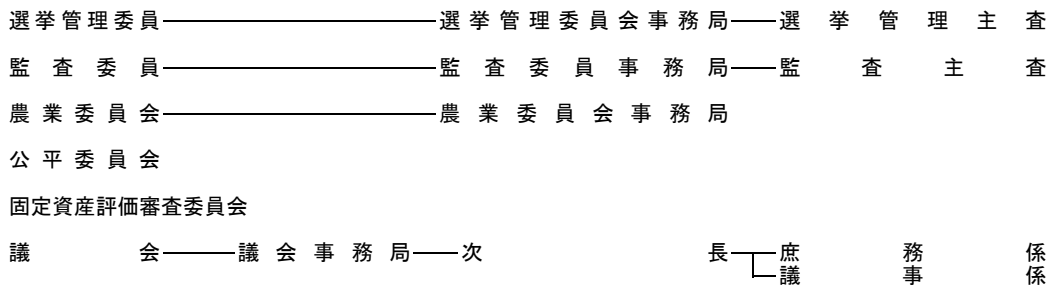 選挙管理委員 選挙管理委員会事務局 選挙管理主査
監査委員 監査委員事務局 監査主査
農業委員会 農業委員会事務局
公平委員会
固定資産評価審査委員会
議会 議会事務局 次長 庶務係
議事係